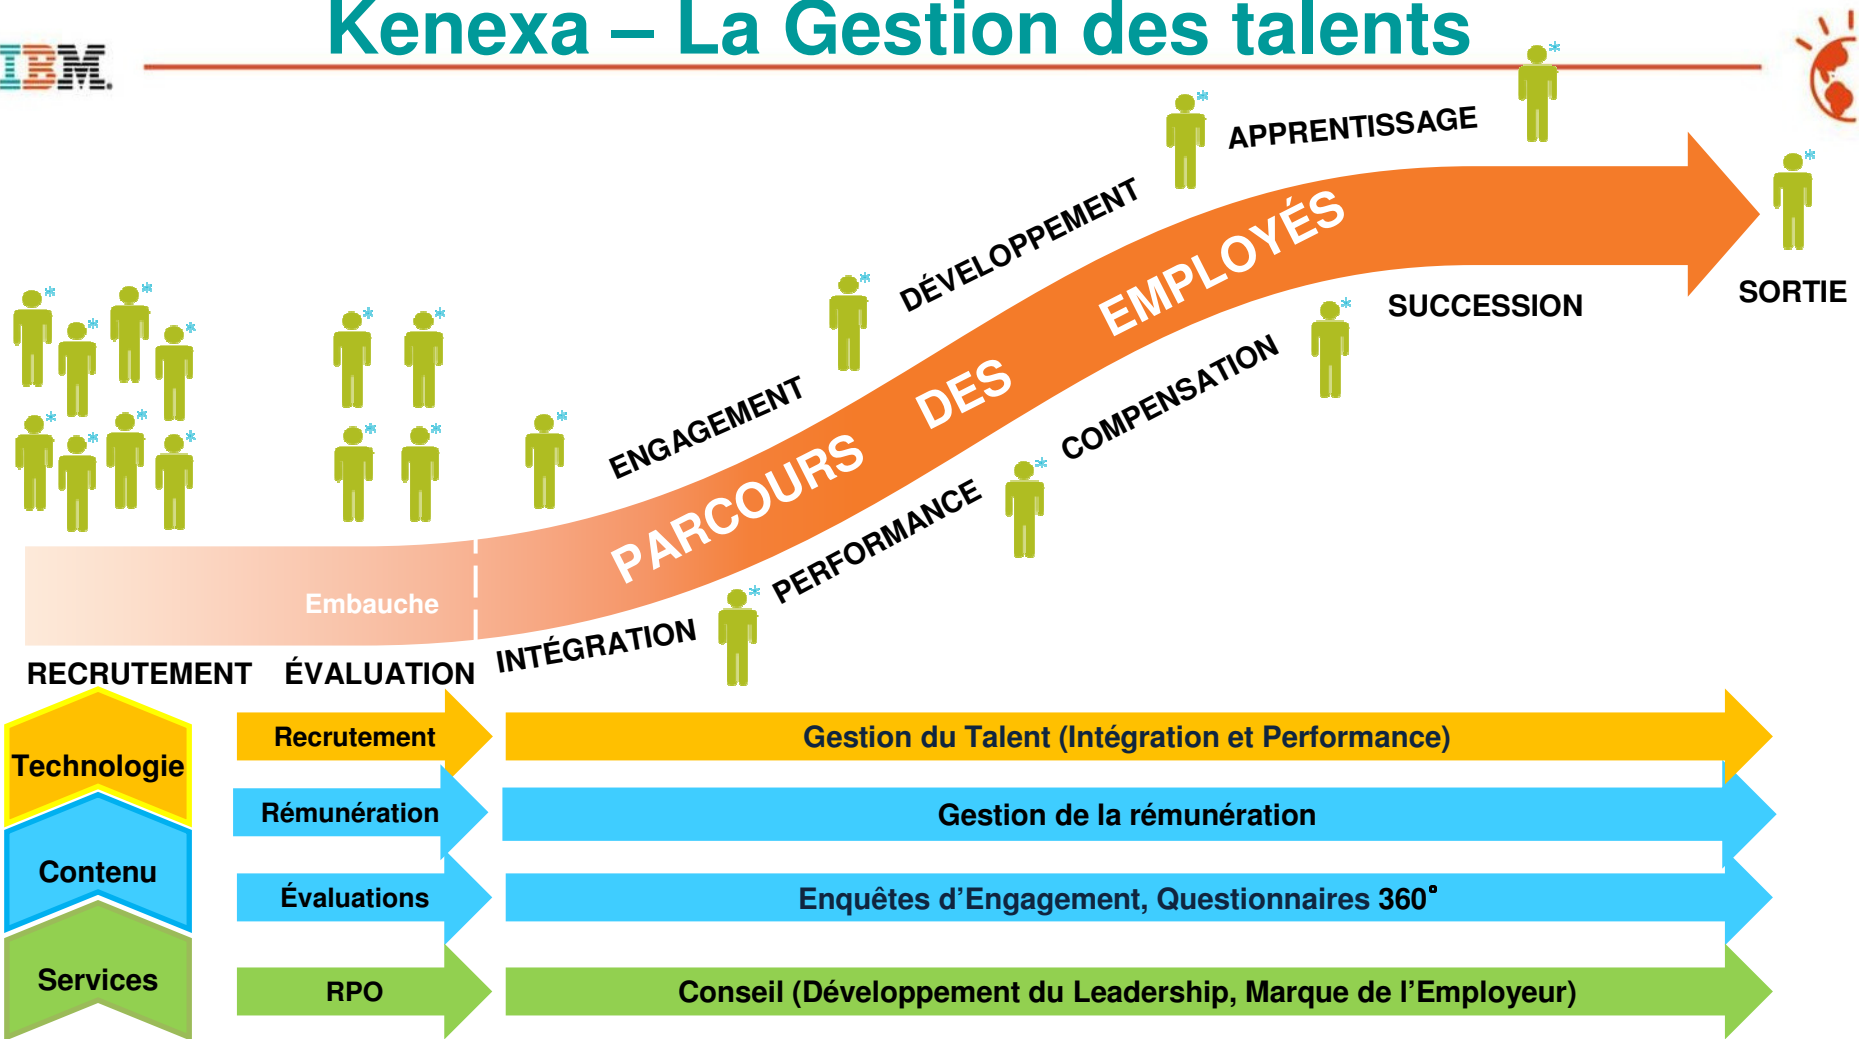 Kenexa – La Gestion des talents
IBM.
APPRENTISSAGE
DÉVELOPPEMENT
ENGAGEMENT
PARCOURS DES EMPLOYÉS
SORTIE
SUCCESSION
COMPENSATION
PERFORMANCE
INTÉGRATION
Embauche
RECRUTEMENT
ÉVALUATION
Technologie
Recrutement
Gestion du Talent (Intégration et Performance)
Rémunération
Gestion de la rémunération
Contenu
Évaluations
Enquêtes d’Engagement, Questionnaires 360°
Services
RPO
Conseil (Développement du Leadership, Marque de l’Employeur)